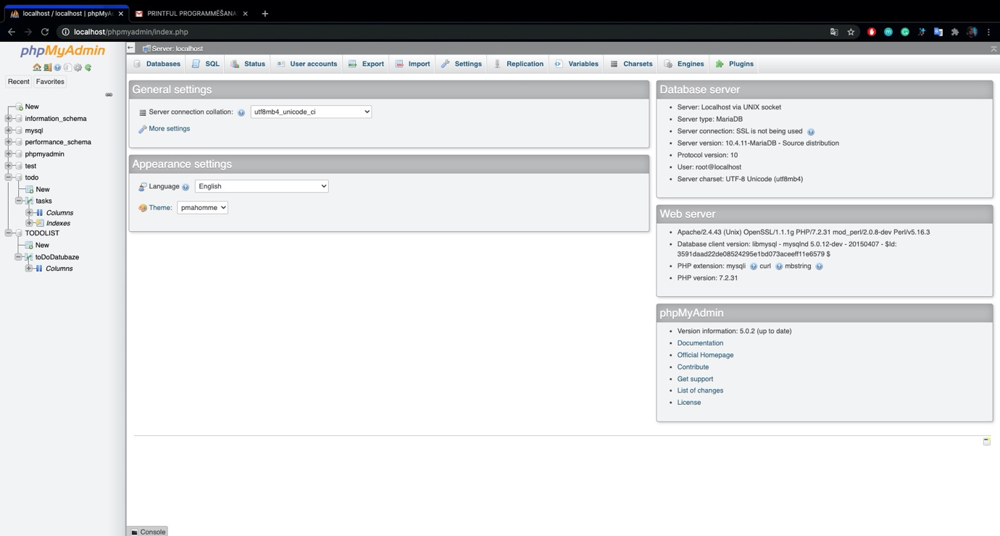 localhost / localhost | phpMyA
PRINTFUL PROGRAMMĒŠANA
localhost/phpmyadmin/index.php
phpMyAdmin
Recent
Favorites
New
information_schema
mysql
performance_schema
phpmyadmin
test
todo
New
tasks
Columns
Indexes
TODOLIST
New
toDoDatubaze
Columns
Server: localhost
Databases
SQL
Status
User accounts
Export
Import
Settings
Replication
Variables
Charsets
Engines
Plugins
General settings
Server connection collation:
utf8mb4_unicode_ci
More settings
Appearance settings
Language
English
Theme:
pmahomme
Database server
Server: Localhost via UNIX socket
Server type: MariaDB
Server connection: SSL is not being used
Server version: 10.4.11-MariaDB - Source distribution
Protocol version: 10
User: root@localhost
Server charset: UTF-8 Unicode (utf8mb4)
Web server
Apache/2.4.43 (Unix) OpenSSL/1.1.1g PHP/7.2.31 mod_perl/2.0.8-dev Perl/v5.16.3
Database client version: libmysql - mysqlnd 5.0.12-dev - 20150407 - $Id:
3591daad22de08524295e1bd073aceeff11e6579 $
PHP extension: mysqli curl mbstring
PHP version: 7.2.31
phpMyAdmin
Version information: 5.0.2 (up to date)
Documentation
Official Homepage
Contribute
Get support
List of changes
License
Console